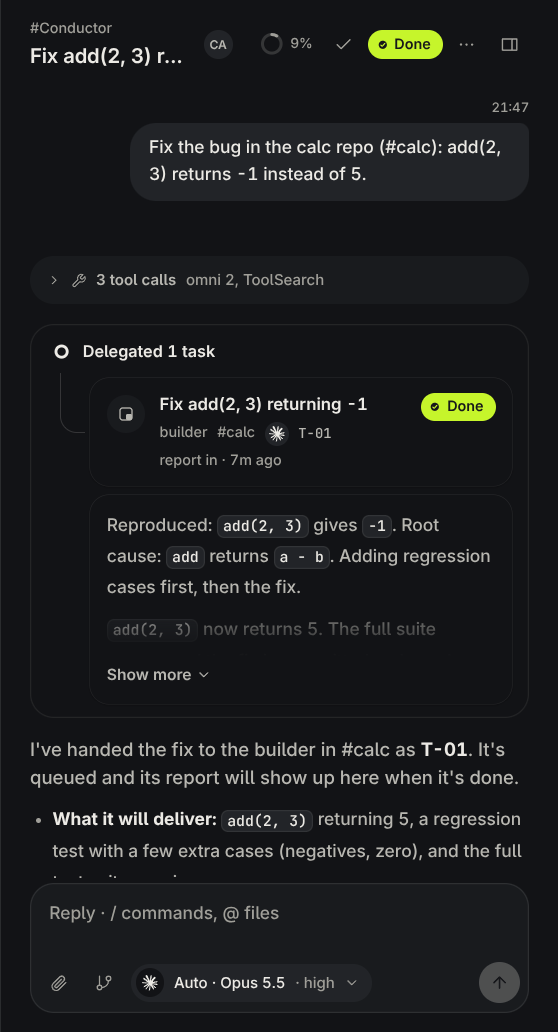 #Conductor
Fix add(2, 3) r...
CA
9%
Done
21:47
Fix the bug in the calc repo (#calc): add(2,
3) returns -1 instead of 5.
3 tool calls omni 2, ToolSearch
Delegated 1 task
Fix add(2, 3) returning -1
Done
builder #calc T-01
report in · 7m ago
Reproduced: add(2, 3) gives -1. Root
cause: add returns a - b. Adding regression
cases first, then the fix.
add(2, 3) now returns 5. The full suite
Show more
I've handed the fix to the builder in #calc as T-01. It's
queued and its report will show up here when it's done.
• What it will deliver: add(2, 3) returning 5, a regression
test with a few extra cases (negatives, zero), and the full
Reply · / commands, @ files
Auto · Opus 5.5 · high